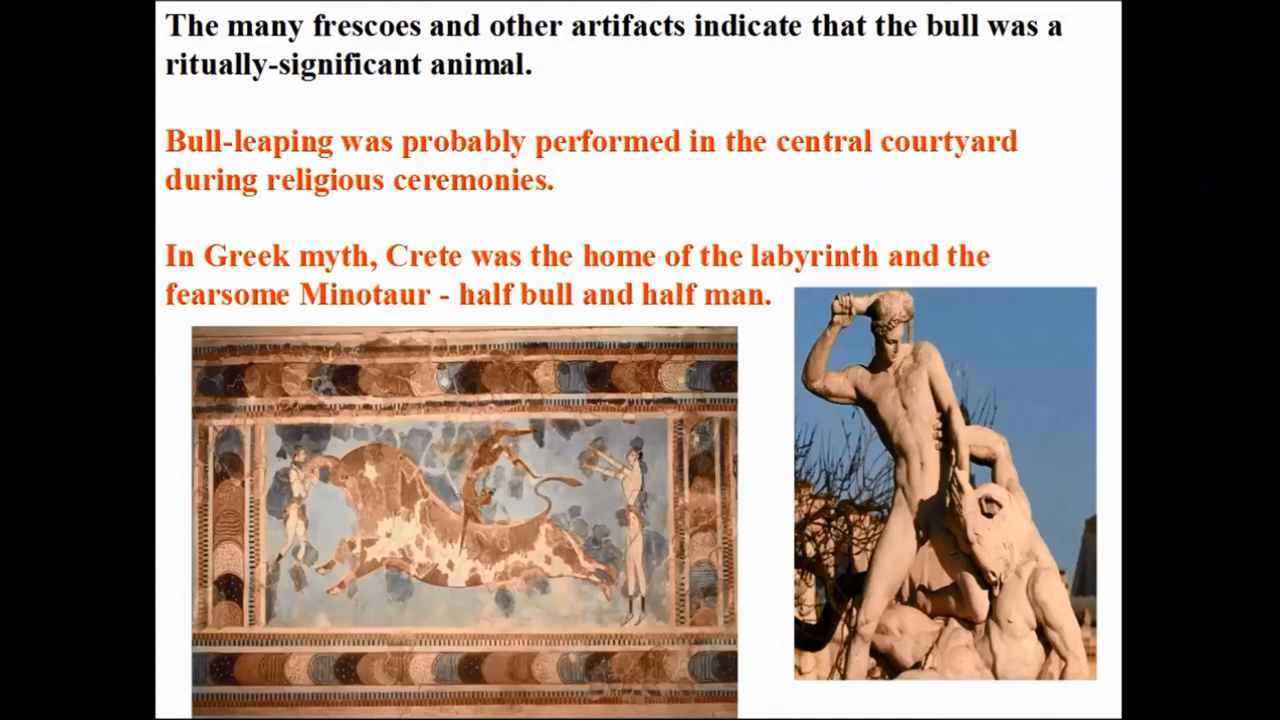 The many frescoes and other artifacts indicate that the bull was a
ritually-significant animal.
Bull-leaping was probably performed in the central courtyard
during religious ceremonies.
In Greek myth, Crete was the home of the labyrinth and the
fearsome Minotaur - half bull and half man.